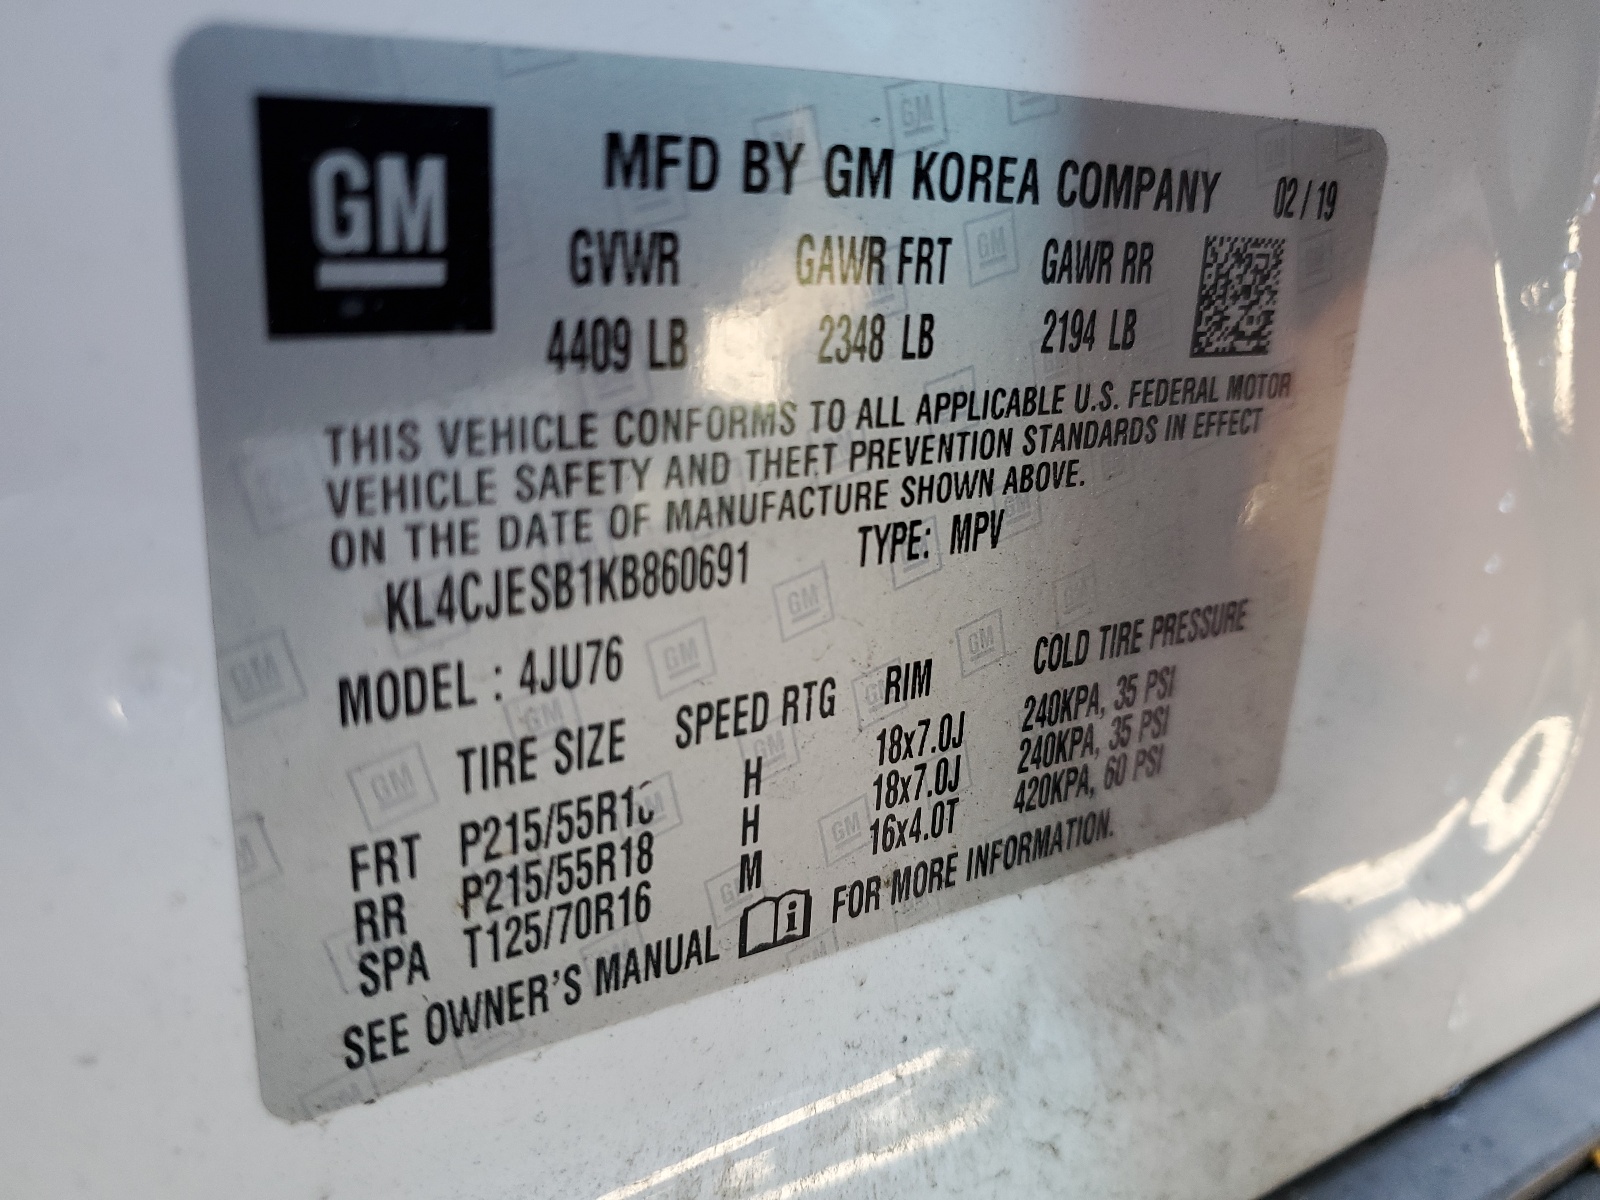 GM
MFD BY GM KOREA COMPANY 02/19
GVWR GAWR FRT GAWR RR
4409 LB 2348 LB 2194 LB
THIS VEHICLE CONFORMS TO ALL APPLICABLE U.S. FEDERAL MOTOR
VEHICLE SAFETY AND THEFT PREVENTION STANDARDS IN EFFECT
ON THE DATE OF MANUFACTURE SHOWN ABOVE.
KL4CJESB1KB860691 TYPE: MPV
MODEL : 4JU76
TIRE SIZE SPEED RTG RIM COLD TIRE PRESSURE
FRT H 18x7.0J 240KPA, 35 PSI
RR P215/55R18 H 18x7.0J 240KPA, 35 PSI
SPA T125/70R16 M 16x4.0T 420KPA, 60 PSI
SEE OWNER'S MANUAL i FOR MORE INFORMATION.